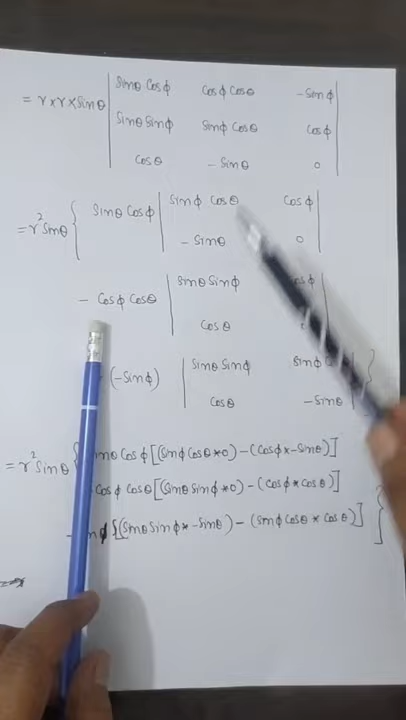 = r×r×sinθ | sinθ cosϕ cosϕ cosθ -sinϕ |
| sinθ sinϕ sinϕ cosθ cosϕ |
| cosθ - sinθ 0 |
= r² sinθ { sinθ cosϕ | sinϕ cosθ cosϕ |
| - sinθ 0 |
- cosϕ cosθ | sinθ sinϕ
| cosθ
(-sinϕ) | sinθ sinϕ | }
| cosθ -sinθ |
= r² sinθ { cosϕ [(sinϕ cosθ *0) - (cosϕ *- sinθ)]
cosϕ cosθ [(sinθ sinϕ *0) - (cosϕ * cosθ)]
ϕ {[(sinθ sinϕ * -sinθ) - (sinϕ cosθ * cosθ)] }